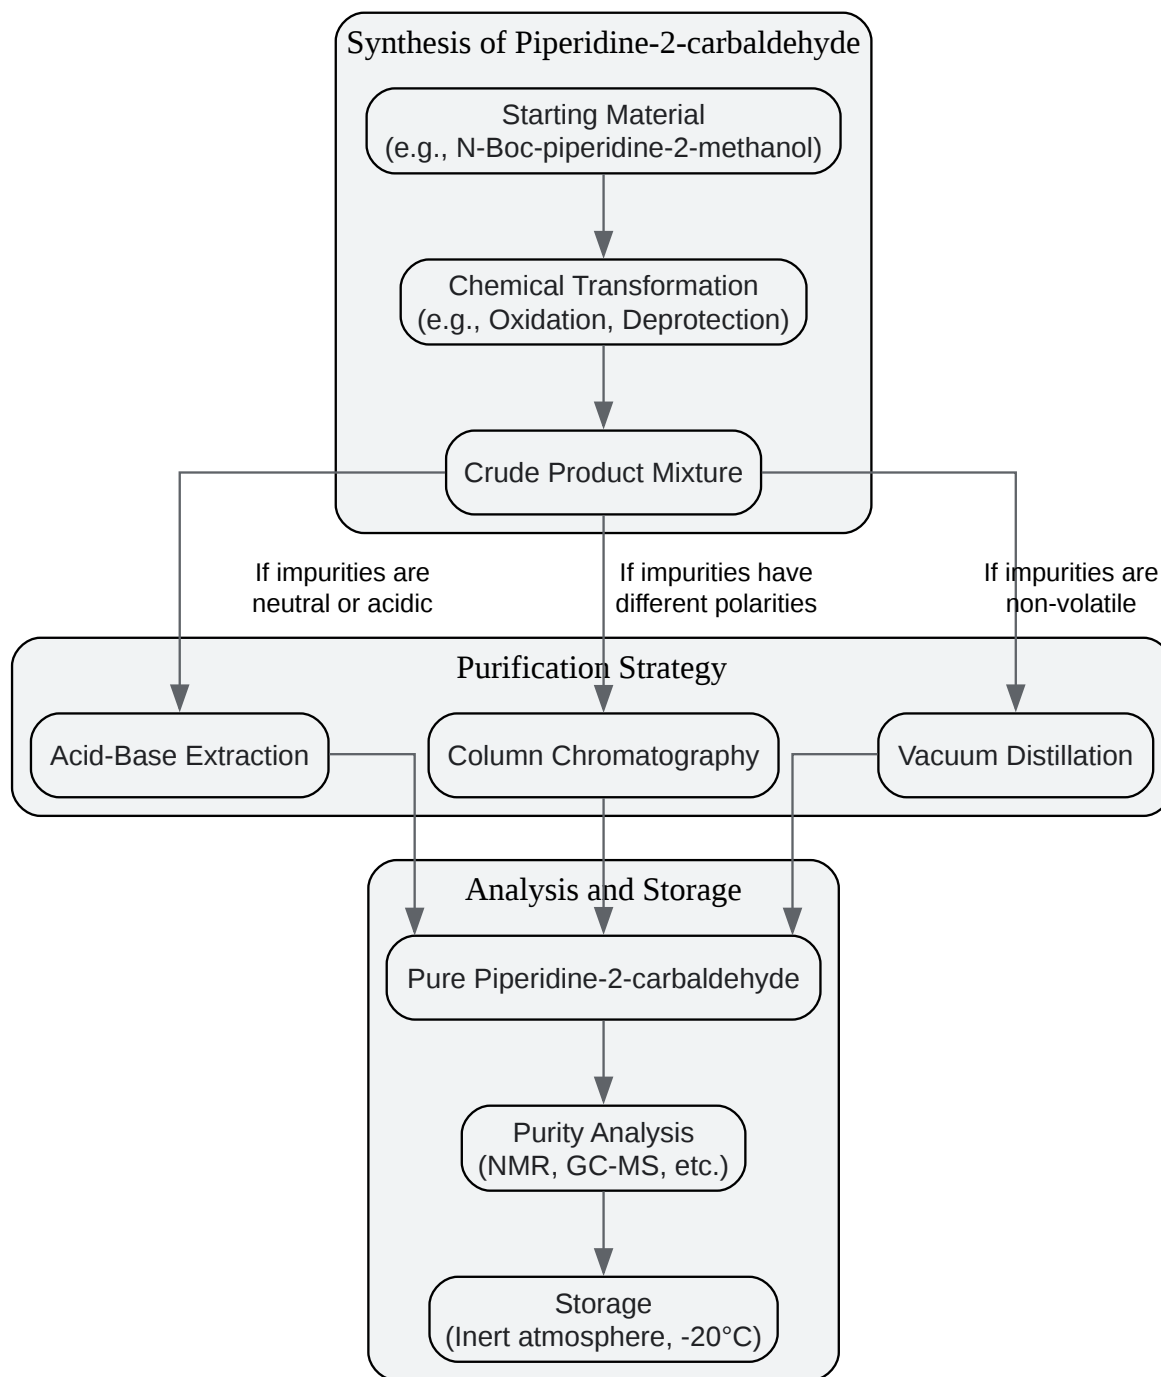 Synthesis of Piperidine-2-carbaldehyde
Starting Material
(e.g., N-Boc-piperidine-2-methanol)
Chemical Transformation
(e.g., Oxidation, Deprotection)
Crude Product Mixture
If impurities are
neutral or acidic
If impurities have
different polarities
If impurities are
non-volatile
Purification Strategy
Acid-Base Extraction
Column Chromatography
Vacuum Distillation
Analysis and Storage
Pure Piperidine-2-carbaldehyde
Purity Analysis
(NMR, GC-MS, etc.)
Storage
(Inert atmosphere, -20°C)